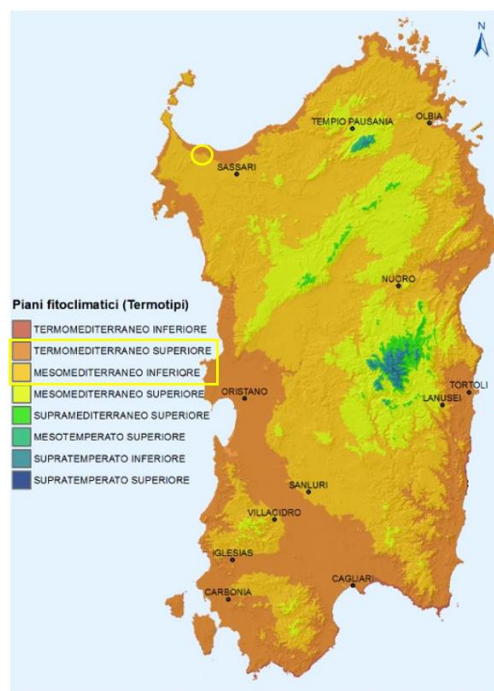 N
TEMPIO PAUSANIA
OLBIA
SASSARI
NUORO
Piani fitoclimatici (Termotipi)
TERMOMEDITERRANEO INFERIORE
TERMOMEDITERRANEO SUPERIORE
MESOMEDITERRANEO INFERIORE
MESOMEDITERRANEO SUPERIORE
SUPRAMEDITERRANEO SUPERIORE
MESOTEMPERATO SUPERIORE
SUPRATEMPERATO INFERIORE
SUPRATEMPERATO SUPERIORE
ORISTANO
TORTOLI
LANUSEI
SANLURI
VILLACIDRO
IGLESIAS
CARBONIA
CAGLIARI